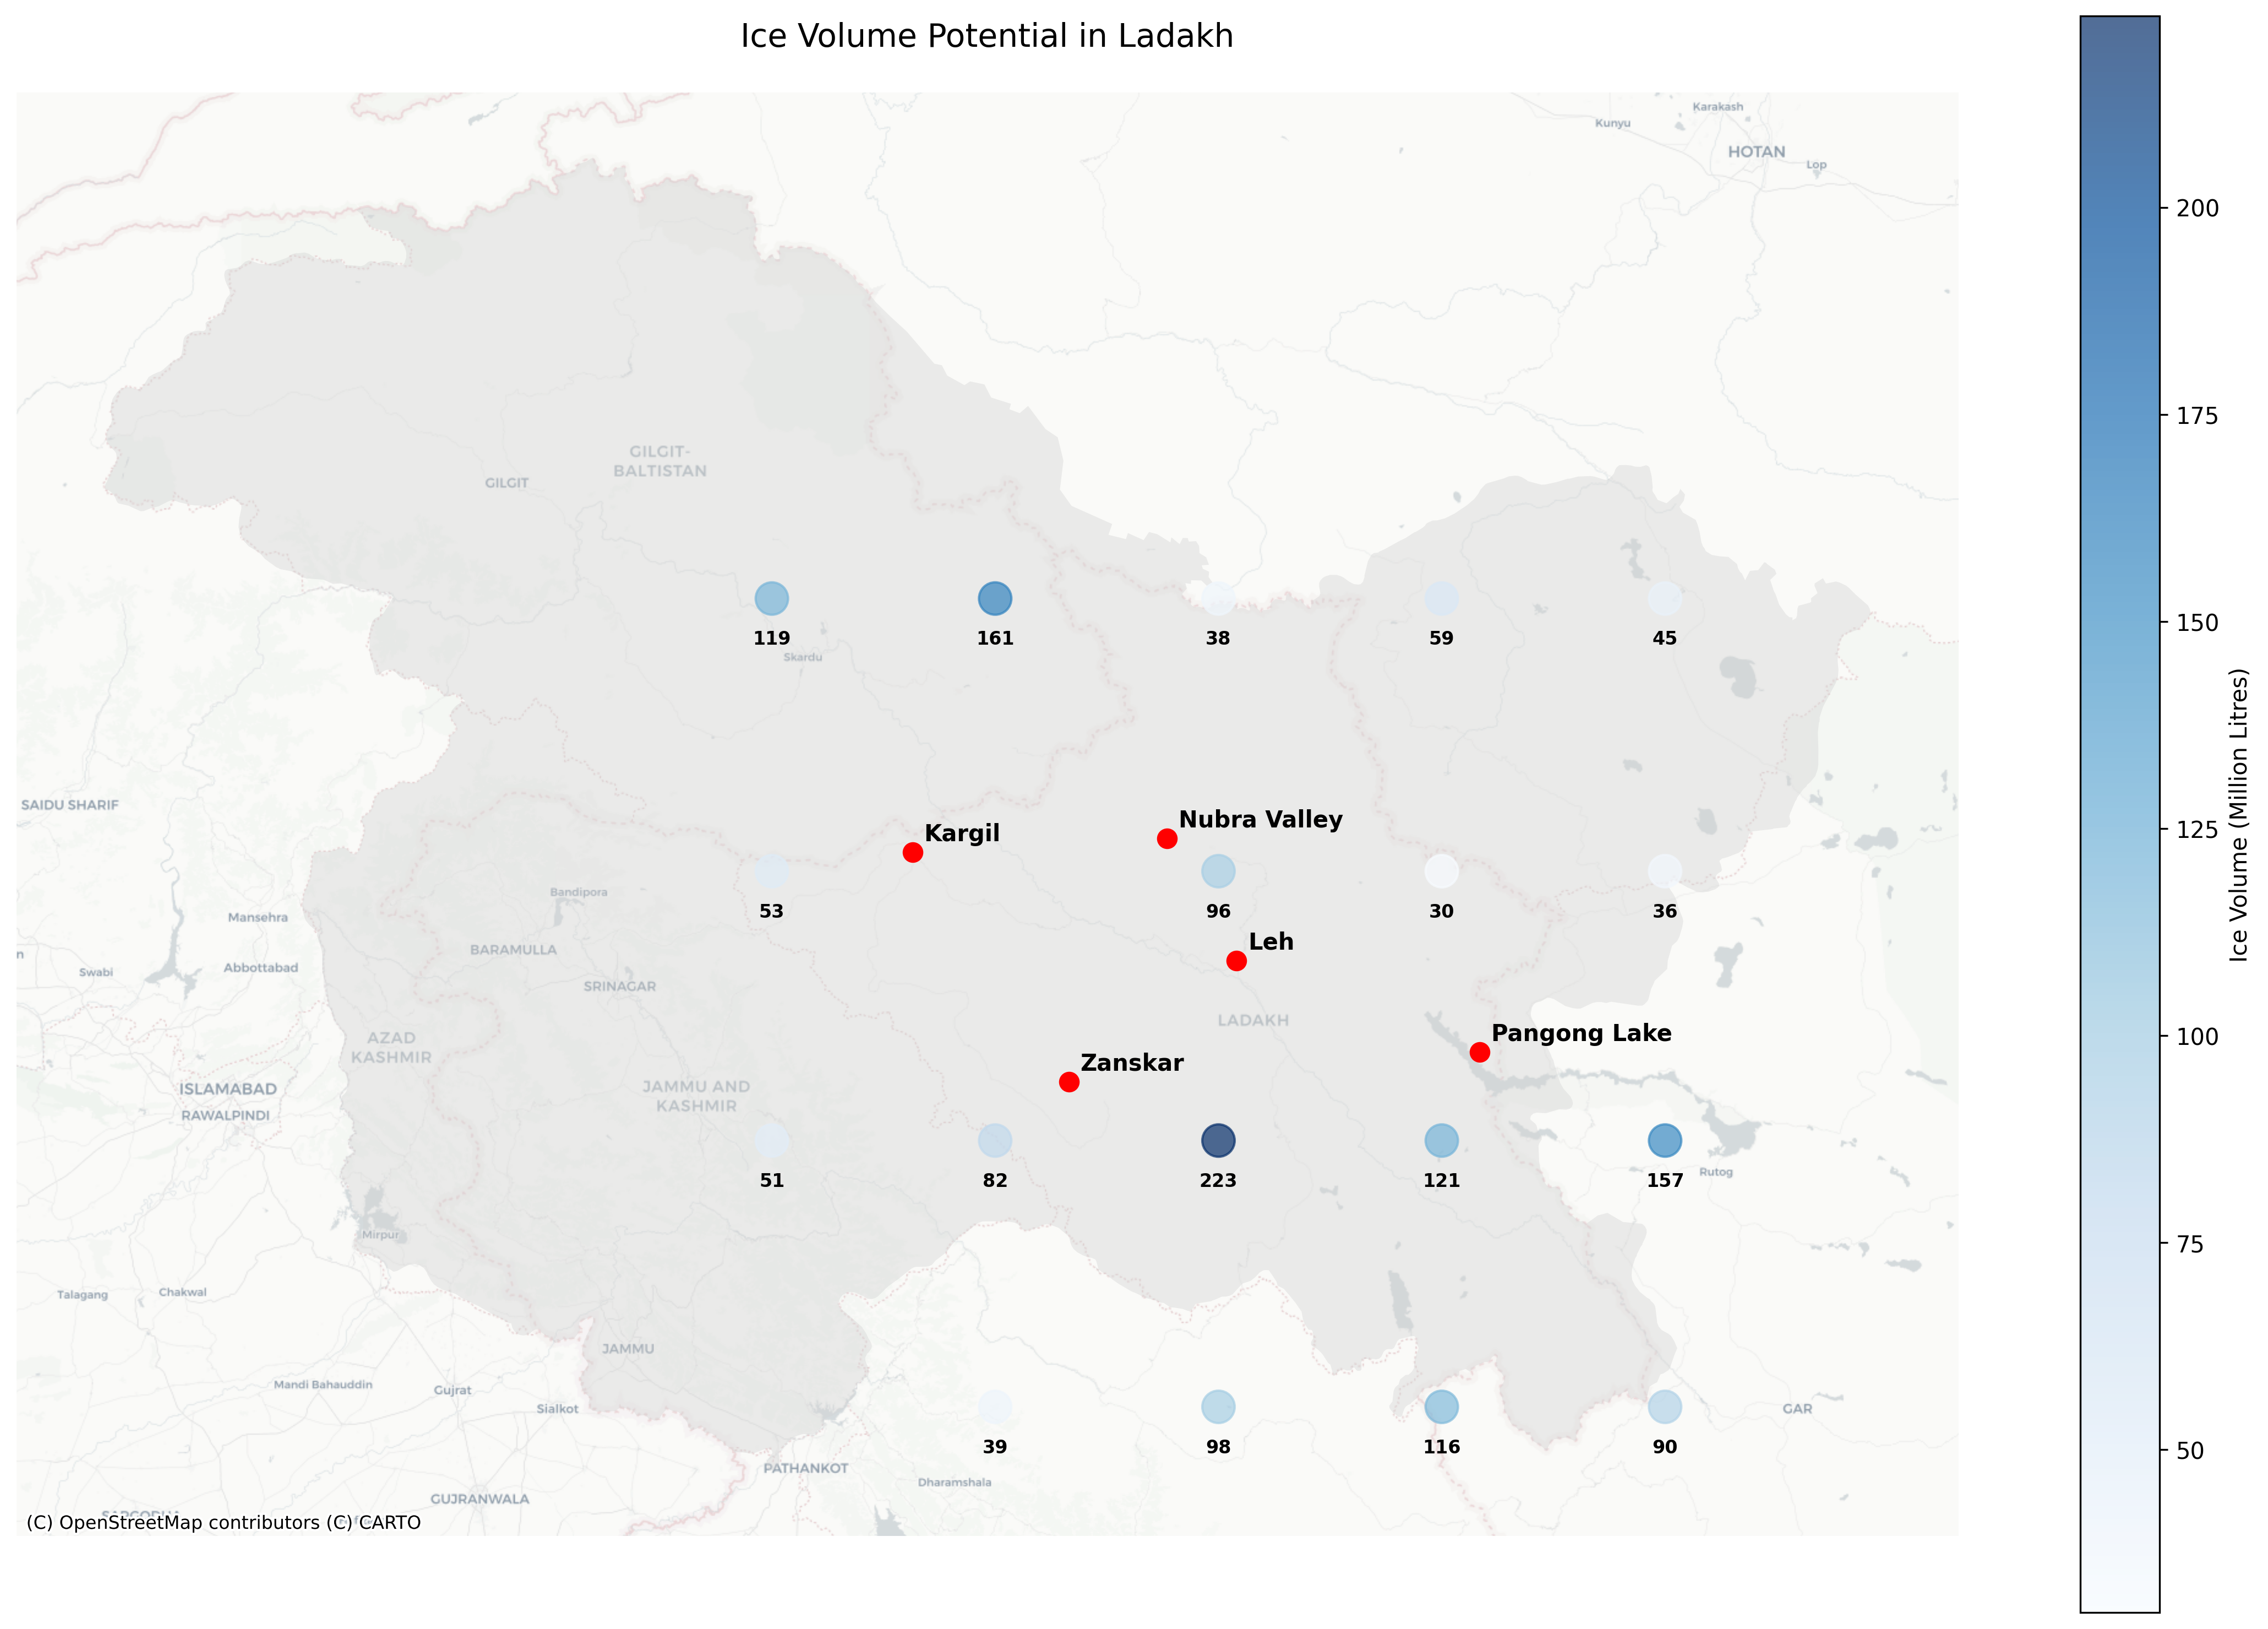 Ice Volume Potential in Ladakh
Karakash
Kunyu
HOTAN
Lop
200
175
GILGIT-
BALTISTAN
GILGIT
150
119
161
38
59
45
Skardu
Ice Volume (Million Litres)
SAIDU SHARIF
Nubra Valley
Kargil
125
Bandipora
53
96
30
36
Mansehra
Leh
BARAMULLA
n
Swabi
Abbottabad
SRINAGAR
LADAKH
AZAD
KASHMIR
Pangong Lake
100
Zanskar
ISLAMABAD
RAWALPINDI
JAMMU AND
KASHMIR
51
82
223
121
157
Rutog
Mirpur
75
Talagang
Chakwal
JAMMU
Mandi Bahauddin
Gujrat
Sialkot
GAR
39
98
116
90
50
PATHANKOT
Dharamshala
GUJRANWALA
(C) OpenStreetMap contributors (C) CARTO